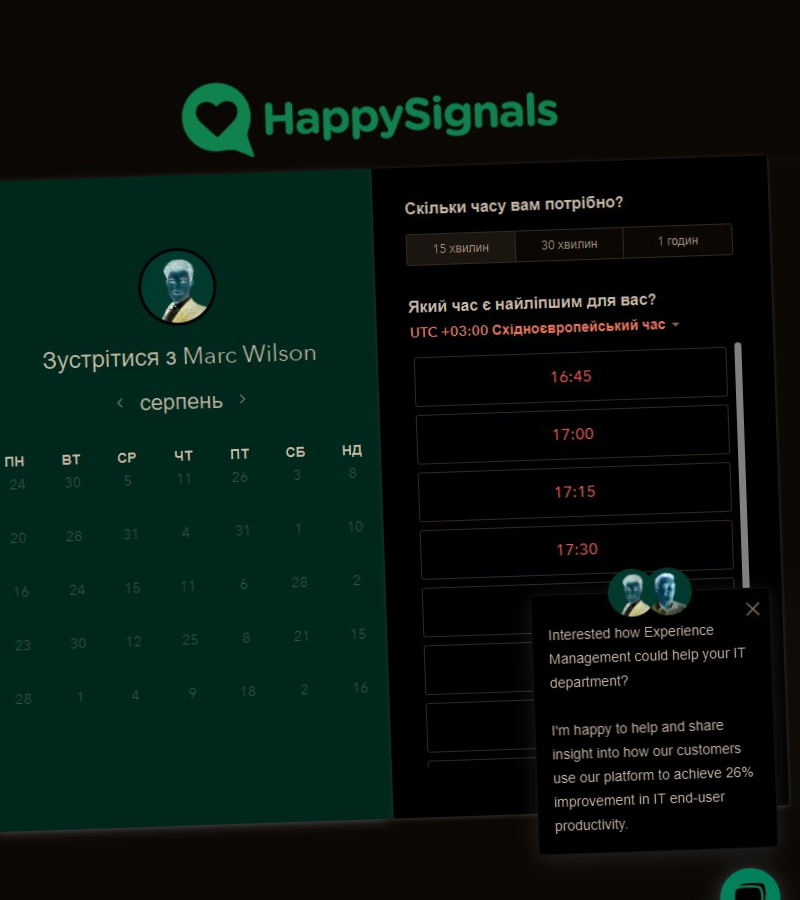 HappySignals
Зустрітися з Marc Wilson
серпень
ПН ВТ СР ЧТ ПТ СБ НД
24 30 5 11 26 3 8
20 28 31 4 31 1 10
16 24 15 11 6 28 2
23 30 12 25 8 21 15
28 1 4 9 18 2 16
Скільки часу вам потрібно?
15 хвилин 30 хвилин 1 годин
Який час є найліпшим для вас?
UTC +03:00 Східноєвропейський час
16:45
17:00
17:15
17:30
Interested how Experience
Management could help your IT
department?
I'm happy to help and share
insight into how our customers
use our platform to achieve 26%
improvement in IT end-user
productivity.